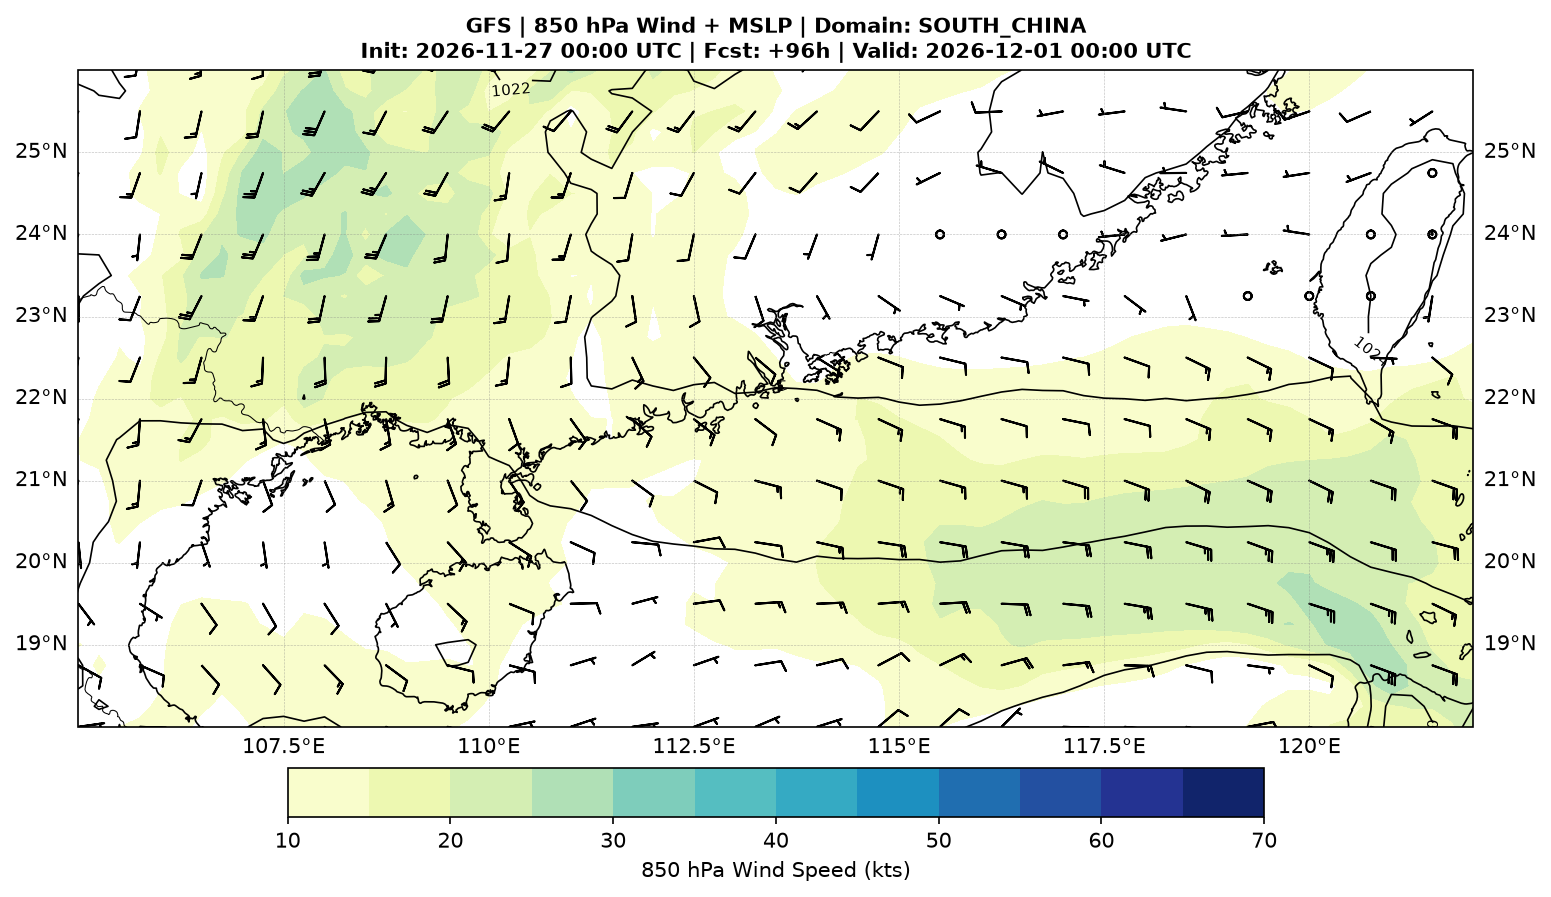 GFS | 850 hPa Wind + MSLP | Domain: SOUTH_CHINA
Init: 2026-11-27 00:00 UTC | Fcst: +96h | Valid: 2026-12-01 00:00 UTC
1022
25°N 25°N
24°N 24°N
23°N 23°N
22°N 22°N
21°N 21°N
20°N 20°N
19°N 19°N
107.5°E 110°E 112.5°E 115°E 117.5°E 120°E
10 20 30 40 50 60 70
850 hPa Wind Speed (kts)